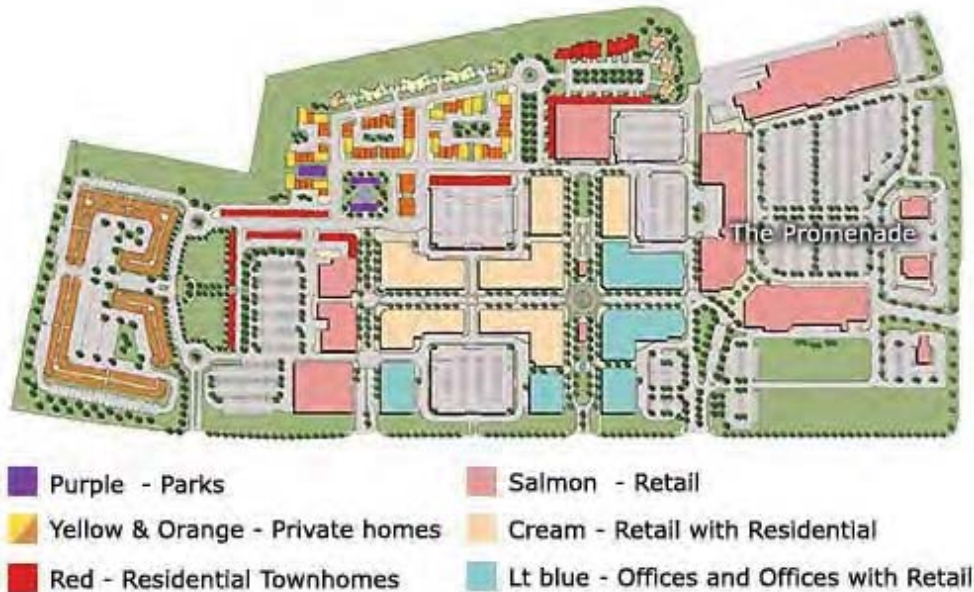 The Promenade
Purple - Parks
Yellow & Orange - Private homes
Red - Residential Townhomes
Salmon - Retail
Cream - Retail with Residential
Lt blue - Offices and Offices with Retail